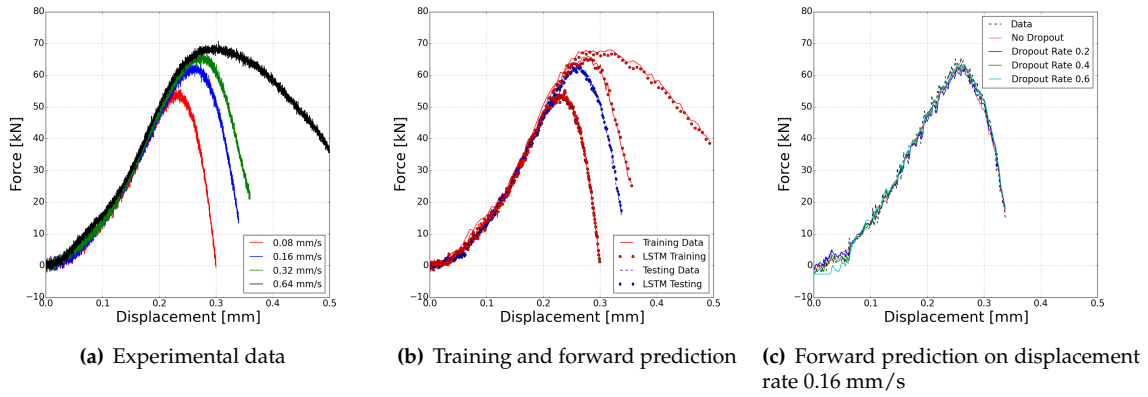 80
70
60
50
40
30
20
10
0
−10
0.0
0.1
0.2
0.3
0.4
0.5
Force [kN]
Displacement [mm]
0.08 mm/s
0.16 mm/s
0.32 mm/s
0.64 mm/s
(a) Experimental data
80
70
60
50
40
30
20
10
0
−10
0.0
0.1
0.2
0.3
0.4
0.5
Force [kN]
Displacement [mm]
Training Data
LSTM Training
Testing Data
LSTM Testing
(b) Training and forward prediction
80
70
60
50
40
30
20
10
0
−10
0.0
0.1
0.2
0.3
0.4
0.5
Force [kN]
Displacement [mm]
Data
No Dropout
Dropout Rate 0.2
Dropout Rate 0.4
Dropout Rate 0.6
(c) Forward prediction on displacement
rate 0.16 mm/s